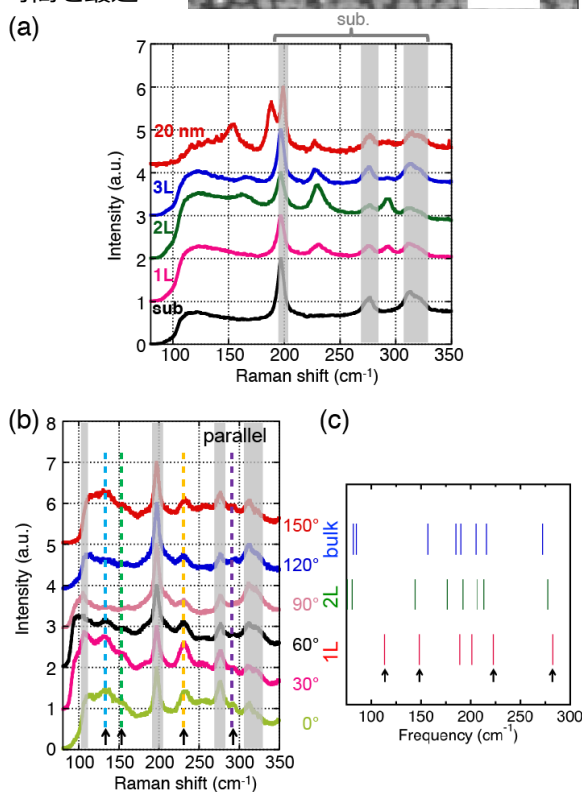 (a)
sub.
Intensity (a.u.)
7
6
5
4
3
2
1
0
20 nm
3L
2L
1L
sub
100 150 200 250 300 350
Raman shift (cm-1)
(b)
parallel
Intensity (a.u.)
8
7
6
5
4
3
2
1
0
150°
120°
90°
60°
30°
0°
100 150 200 250 300 350
Raman shift (cm-1)
(c)
bulk
2L
1L
100 150 200 250 300
Frequency (cm-1)